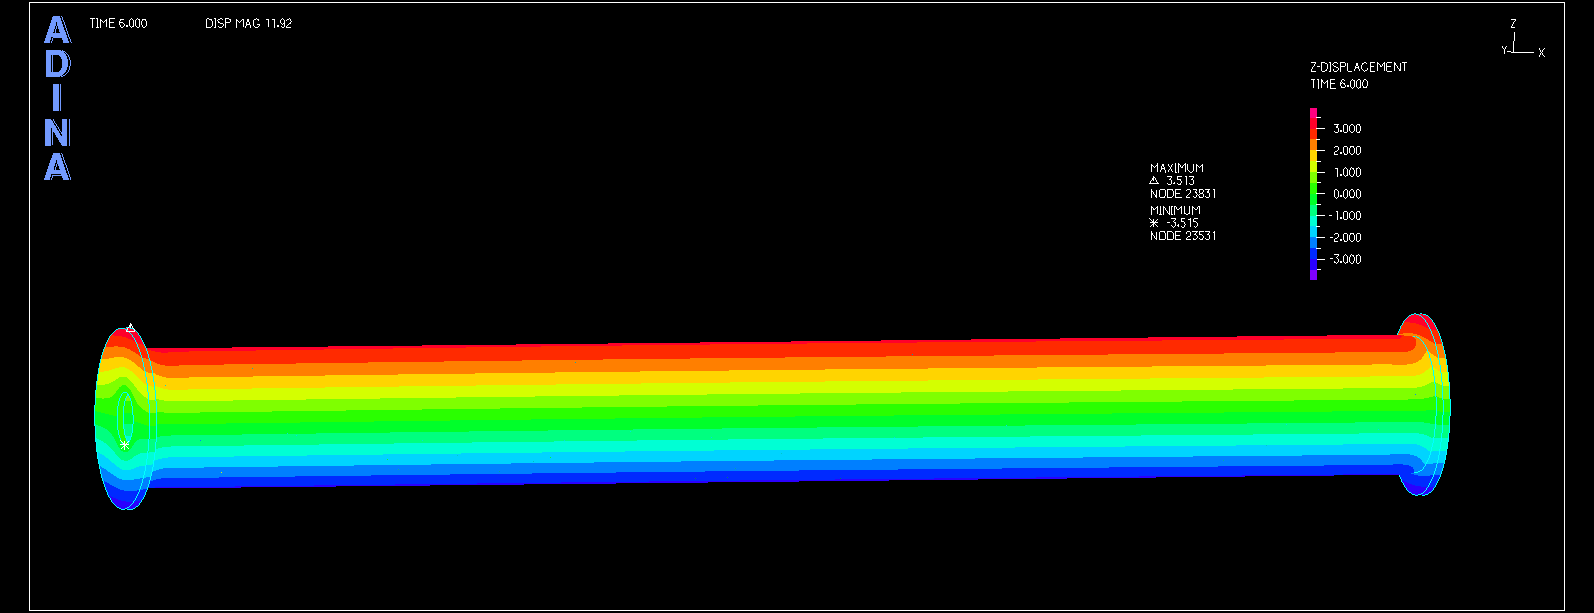 ADINA
TIME 6.000
DISP MAG 11.92
Z
Y
X
Z-DISPLACEMENT
TIME 6.000
3.000
2.000
1.000
0.000
-1.000
-2.000
-3.000
MAXIMUM
3.513
NODE 23831
MINIMUM
-3.515
NODE 23531